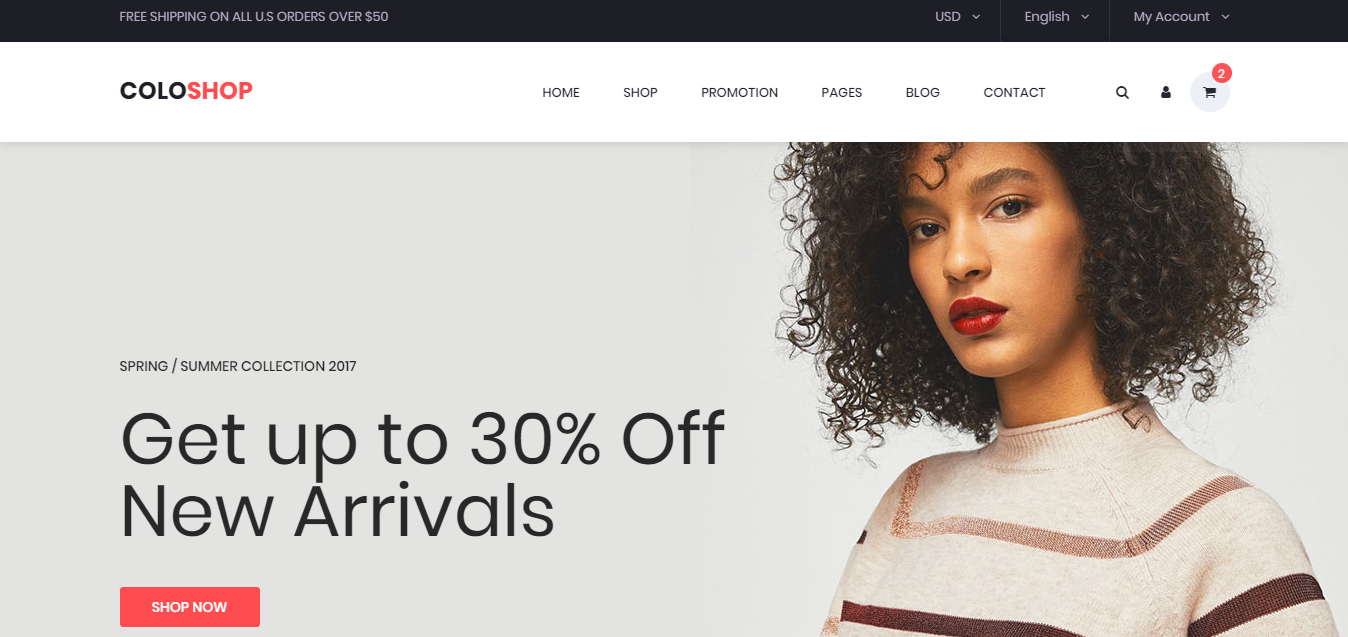 FREE SHIPPING ON ALL U.S ORDERS OVER $50
USD
English
My Account
COLOSHOP
HOME
SHOP
PROMOTION
PAGES
BLOG
CONTACT
2
SPRING / SUMMER COLLECTION 2017
Get up to 30% Off
New Arrivals
SHOP NOW